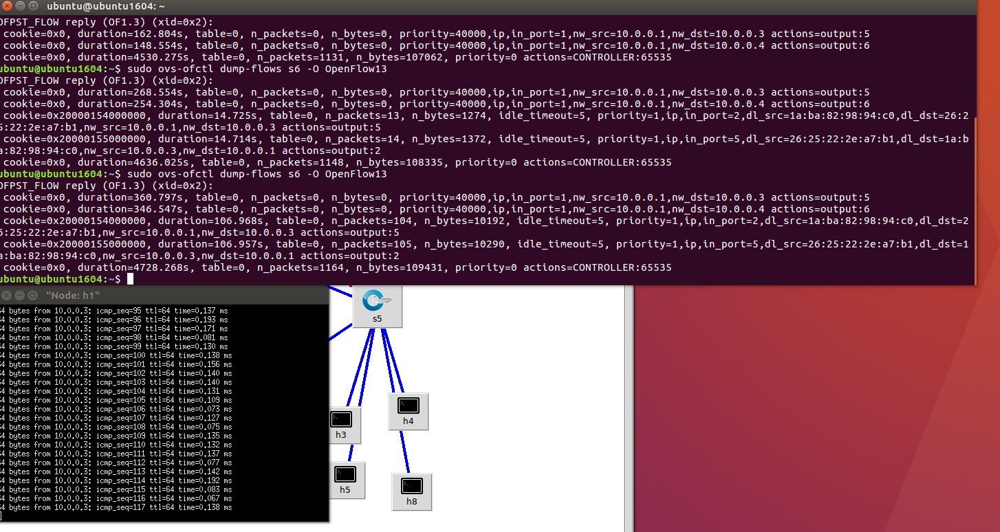 ubuntu@ubuntu1604: ~
OFPST_FLOW reply (OF1.3) (xid=0x2):
cookie=0x0, duration=162.804s, table=0, n_packets=0, n_bytes=0, priority=40000,ip,in_port=1,nw_src=10.0.0.1,nw_dst=10.0.0.3 actions=output:5
cookie=0x0, duration=148.554s, table=0, n_packets=0, n_bytes=0, priority=40000,ip,in_port=1,nw_src=10.0.0.1,nw_dst=10.0.0.4 actions=output:6
cookie=0x0, duration=4530.275s, table=0, n_packets=1131, n_bytes=107062, priority=0 actions=CONTROLLER:65535
ubuntu@ubuntu1604:~$ sudo ovs-ofctl dump-flows s6 -O OpenFlow13
OFPST_FLOW reply (OF1.3) (xid=0x2):
cookie=0x0, duration=268.554s, table=0, n_packets=0, n_bytes=0, priority=40000,ip,in_port=1,nw_src=10.0.0.1,nw_dst=10.0.0.3 actions=output:5
cookie=0x0, duration=254.304s, table=0, n_packets=0, n_bytes=0, priority=40000,ip,in_port=1,nw_src=10.0.0.1,nw_dst=10.0.0.4 actions=output:6
cookie=0x20000154000000, duration=14.725s, table=0, n_packets=13, n_bytes=1274, idle_timeout=5, priority=1,ip,in_port=2,dl_src=1a:ba:82:98:94:c0,dl_dst=26:2
5:22:2e:a7:b1,nw_src=10.0.0.1,nw_dst=10.0.0.3 actions=output:5
cookie=0x20000155000000, duration=14.714s, table=0, n_packets=14, n_bytes=1372, idle_timeout=5, priority=1,ip,in_port=5,dl_src=26:25:22:2e:a7:b1,dl_dst=1a:b
a:82:98:94:c0,nw_src=10.0.0.3,nw_dst=10.0.0.1 actions=output:2
cookie=0x0, duration=4636.025s, table=0, n_packets=1148, n_bytes=108335, priority=0 actions=CONTROLLER:65535
ubuntu@ubuntu1604:~$ sudo ovs-ofctl dump-flows s6 -O OpenFlow13
OFPST_FLOW reply (OF1.3) (xid=0x2):
cookie=0x0, duration=360.797s, table=0, n_packets=0, n_bytes=0, priority=40000,ip,in_port=1,nw_src=10.0.0.1,nw_dst=10.0.0.3 actions=output:5
cookie=0x0, duration=346.547s, table=0, n_packets=0, n_bytes=0, priority=40000,ip,in_port=1,nw_src=10.0.0.1,nw_dst=10.0.0.4 actions=output:6
cookie=0x20000154000000, duration=106.968s, table=0, n_packets=104, n_bytes=10192, idle_timeout=5, priority=1,ip,in_port=2,dl_src=1a:ba:82:98:94:c0,dl_dst=2
6:25:22:2e:a7:b1,nw_src=10.0.0.1,nw_dst=10.0.0.3 actions=output:5
cookie=0x20000155000000, duration=106.957s, table=0, n_packets=105, n_bytes=10290, idle_timeout=5, priority=1,ip,in_port=5,dl_src=26:25:22:2e:a7:b1,dl_dst=1
a:ba:82:98:94:c0,nw_src=10.0.0.3,nw_dst=10.0.0.1 actions=output:2
cookie=0x0, duration=4728.268s, table=0, n_packets=1164, n_bytes=109431, priority=0 actions=CONTROLLER:65535
ubuntu@ubuntu1604:~$
"Node: h1"
64 bytes from 10.0.0.3: icmp_seq=95 ttl=64 time=0.137 ms
64 bytes from 10.0.0.3: icmp_seq=96 ttl=64 time=0.193 ms
64 bytes from 10.0.0.3: icmp_seq=97 ttl=64 time=0.171 ms
64 bytes from 10.0.0.3: icmp_seq=98 ttl=64 time=0.081 ms
64 bytes from 10.0.0.3: icmp_seq=99 ttl=64 time=0.130 ms
64 bytes from 10.0.0.3: icmp_seq=100 ttl=64 time=0.138 ms
64 bytes from 10.0.0.3: icmp_seq=101 ttl=64 time=0.156 ms
64 bytes from 10.0.0.3: icmp_seq=102 ttl=64 time=0.140 ms
64 bytes from 10.0.0.3: icmp_seq=103 ttl=64 time=0.140 ms
64 bytes from 10.0.0.3: icmp_seq=104 ttl=64 time=0.131 ms
64 bytes from 10.0.0.3: icmp_seq=105 ttl=64 time=0.109 ms
64 bytes from 10.0.0.3: icmp_seq=106 ttl=64 time=0.073 ms
64 bytes from 10.0.0.3: icmp_seq=107 ttl=64 time=0.127 ms
64 bytes from 10.0.0.3: icmp_seq=108 ttl=64 time=0.075 ms
64 bytes from 10.0.0.3: icmp_seq=109 ttl=64 time=0.135 ms
64 bytes from 10.0.0.3: icmp_seq=110 ttl=64 time=0.132 ms
64 bytes from 10.0.0.3: icmp_seq=111 ttl=64 time=0.137 ms
64 bytes from 10.0.0.3: icmp_seq=112 ttl=64 time=0.077 ms
64 bytes from 10.0.0.3: icmp_seq=113 ttl=64 time=0.142 ms
64 bytes from 10.0.0.3: icmp_seq=114 ttl=64 time=0.192 ms
64 bytes from 10.0.0.3: icmp_seq=115 ttl=64 time=0.083 ms
64 bytes from 10.0.0.3: icmp_seq=116 ttl=64 time=0.067 ms
64 bytes from 10.0.0.3: icmp_seq=117 ttl=64 time=0.138 ms
s5
h4
h3
h5
h8